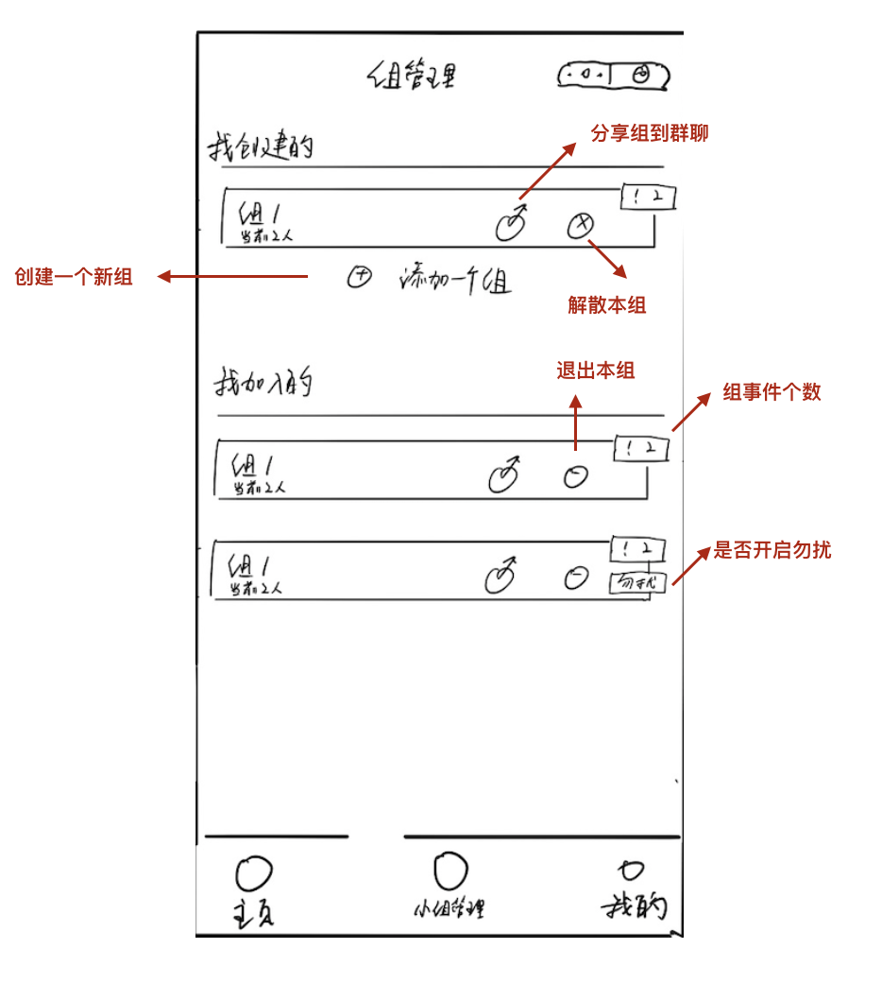 组管理
我创建的
分享组到群聊
! 2
组1
当前2人
创建一个新组
添加一个组
解散本组
我加入的
退出本组
组事件个数
! 2
组1
当前2人
! 2
是否开启勿扰
组1
当前2人
勿扰
主页
小组管理
我的